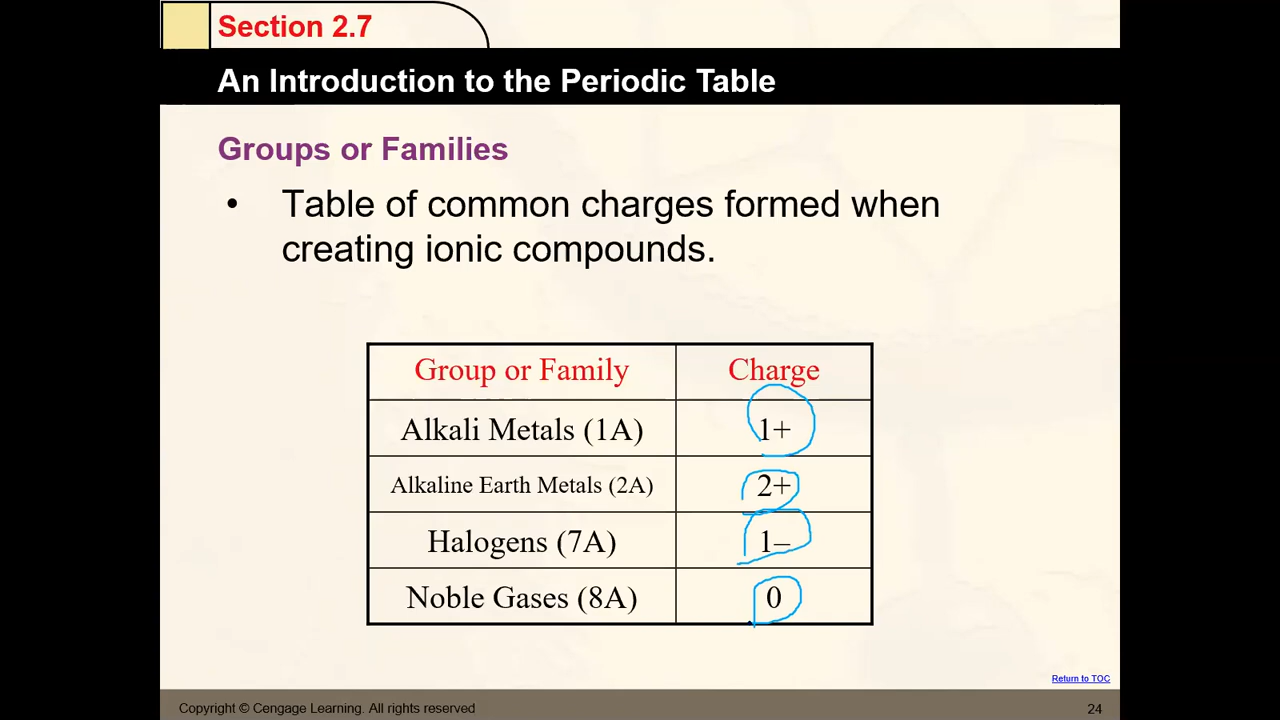 Section 2.7
An Introduction to the Periodic Table
Groups or Families
• Table of common charges formed when
creating ionic compounds.
Group or Family Charge
Alkali Metals (1A) 1+
Alkaline Earth Metals (2A) 2+
Halogens (7A) 1–
Noble Gases (8A) 0
Return to TOC
Copyright © Cengage Learning. All rights reserved 24